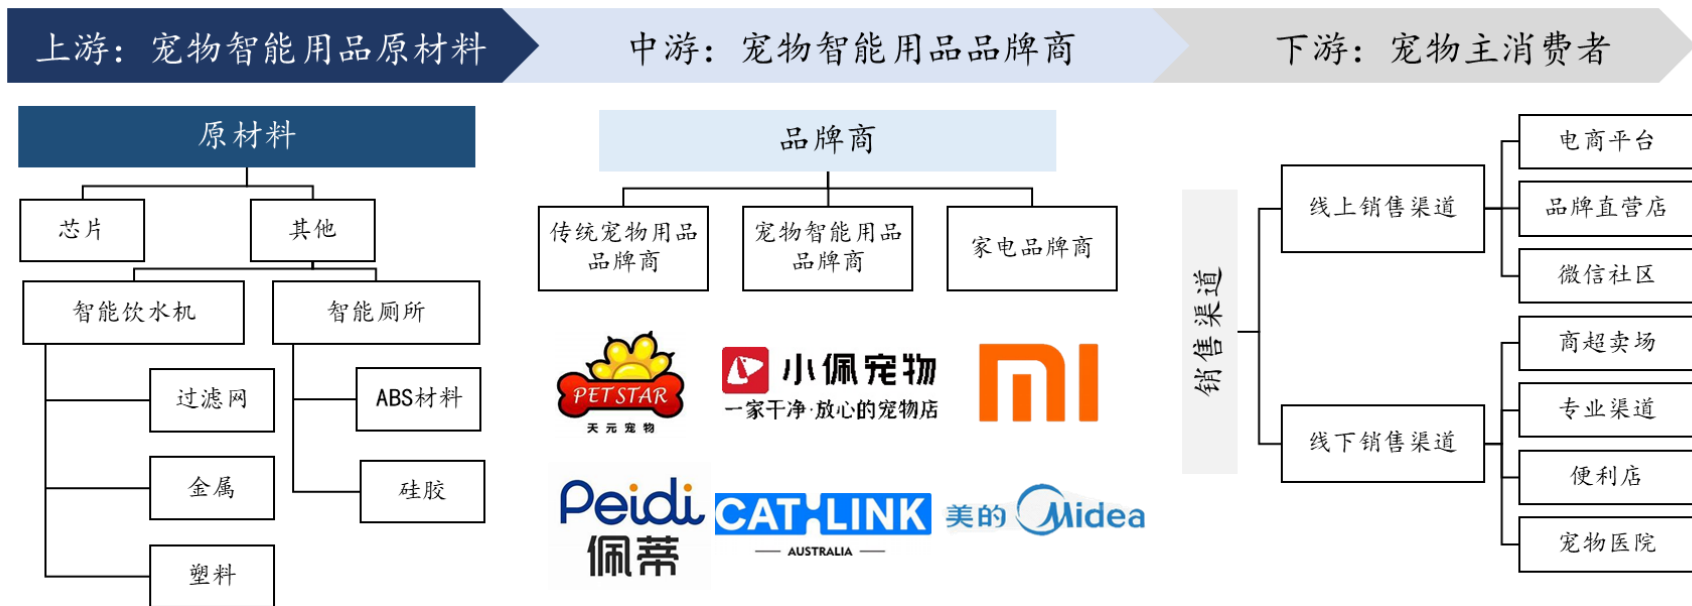 上游：宠物智能用品原材料
中游：宠物智能用品品牌商
下游：宠物主消费者
原材料
芯片
其他
智能饮水机
智能厕所
过滤网
金属
塑料
ABS材料
硅胶
品牌商
传统宠物用品
品牌商
宠物智能用品
品牌商
家电品牌商
PETSTAR
天元宠物
小佩宠物
一家干净·放心的宠物店
mi
Peidi
佩蒂
CATLINK
AUSTRALIA
美的 Midea
销售渠道
线上销售渠道
电商平台
品牌直营店
微信社区
线下销售渠道
商超卖场
专业渠道
便利店
宠物医院